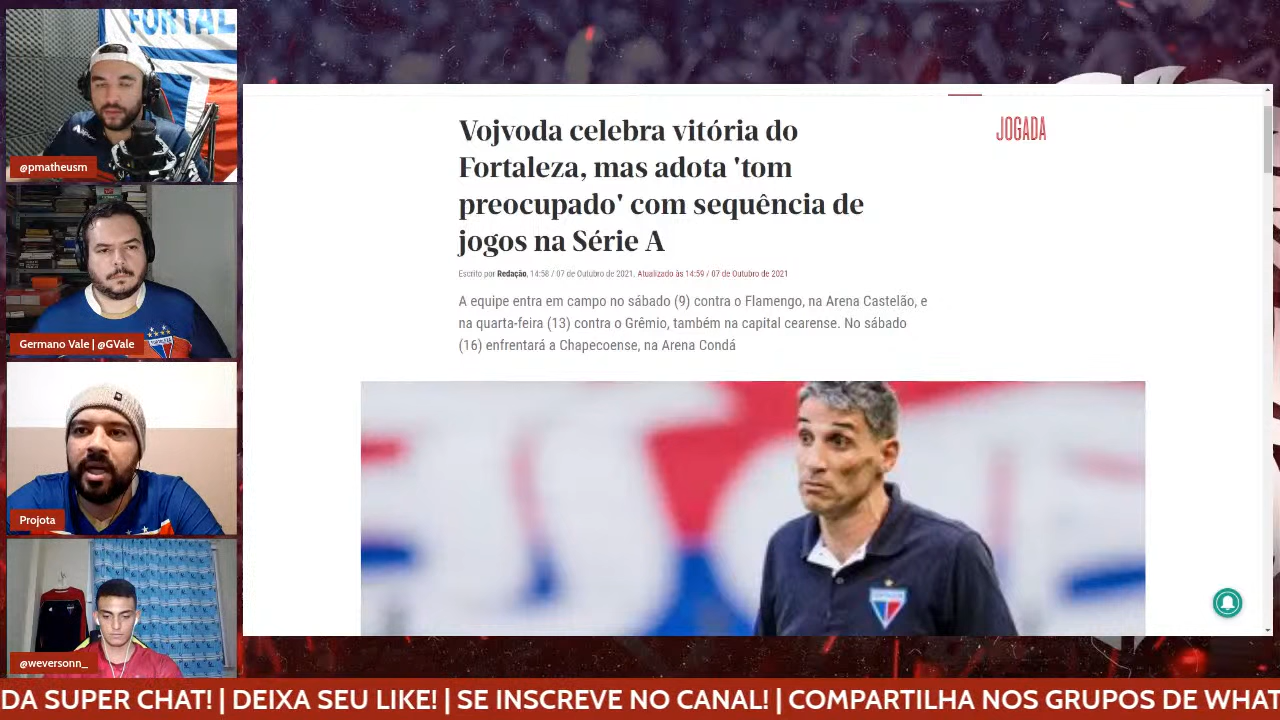 FORTAL
@pmatheusm
Germano Vale | @GVale
Projota
@weversonn_
JOGADA
Vojvoda celebra vitória do
Fortaleza, mas adota 'tom
preocupado' com sequência de
jogos na Série A
Escrito por Redação, 14:58 / 07 de Outubro de 2021. Atualizado às 14:59 / 07 de Outubro de 2021
A equipe entra em campo no sábado (9) contra o Flamengo, na Arena Castelão, e
na quarta-feira (13) contra o Grêmio, também na capital cearense. No sábado
(16) enfrentará a Chapecoense, na Arena Condá
DA SUPER CHAT! | DEIXA SEU LIKE! | SE INSCREVE NO CANAL! | COMPARTILHA NOS GRUPOS DE WHAT